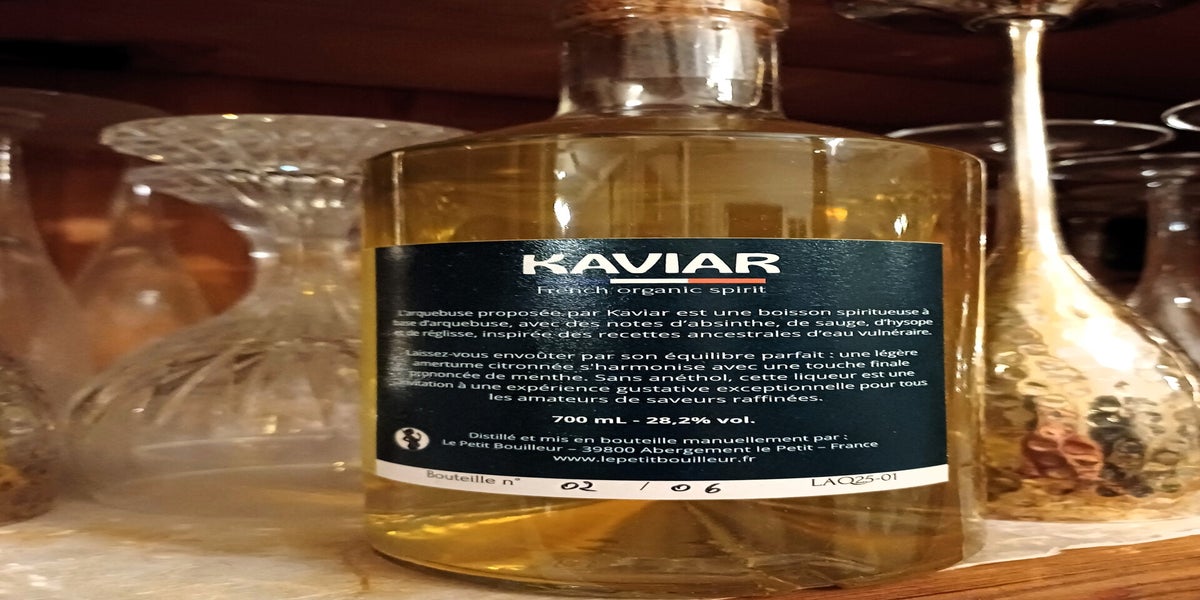 KAVIAR
French organic spirit
L'arquebuse proposée par Kaviar est une boisson spiritueuse à
base d'arquebuse, avec des notes d'absinthe, de sauge, d'hysope
et de réglisse, inspirée des recettes ancestrales d'eau vulnéraire.
Laissez-vous envoûter par son équilibre parfait : une légère
amertume citronnée s'harmonise avec une touche finale
prononcée de menthe. Sans anéthol, cette liqueur est une
invitation à une expérience gustative exceptionnelle pour tous
les amateurs de saveurs raffinées.
700 mL - 28,2% vol.
Distillé et mis en bouteille manuellement par :
Le Petit Bouilleur – 39800 Abergement le Petit – France
www.lepetitbouilleur.fr
Bouteille n° 02 / 06 LAQ25-01